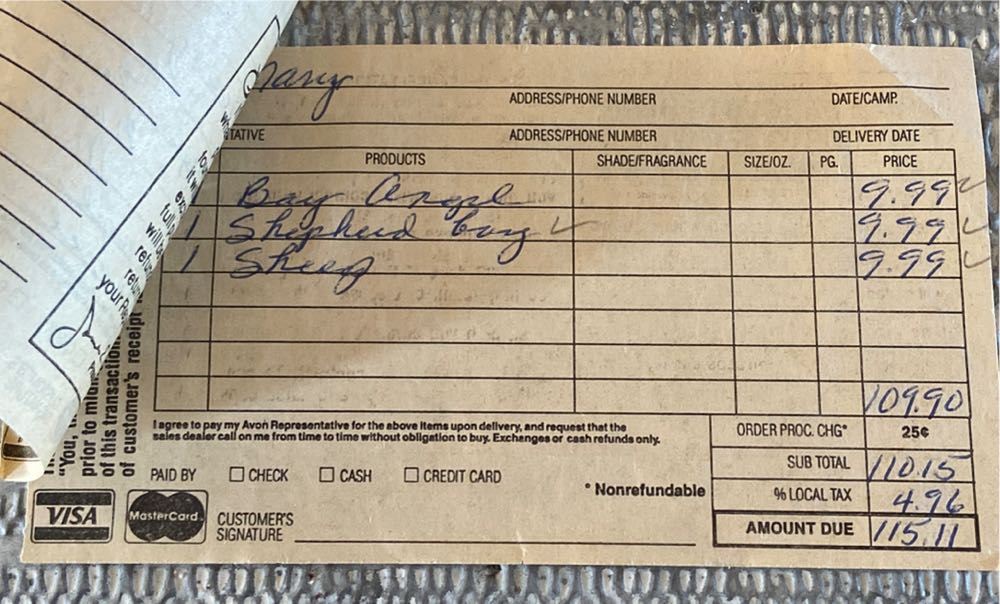 Mary
ADDRESS/PHONE NUMBER DATE/CAMP.
TATIVE ADDRESS/PHONE NUMBER DELIVERY DATE
PRODUCTS SHADE/FRAGRANCE SIZE/OZ. PG. PRICE
Bay Angel 9.99
1 Shepherd boy 9.99
1 Sheep 9.99
109.90
I agree to pay my Avon Representative for the above items upon delivery, and request that the
sales dealer call on me from time to time without obligation to buy. Exchanges or cash refunds only.
ORDER PROC. CHG* 25¢
SUB TOTAL 110.15
PAID BY CHECK CASH CREDIT CARD
* Nonrefundable
% LOCAL TAX 4.96
AMOUNT DUE 115.11
VISA MasterCard
CUSTOMER'S
SIGNATURE
"You,
prior to
of this transaction
of customer's receipt
your